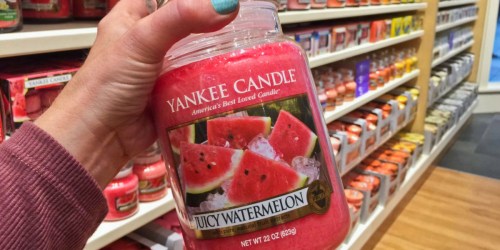 YANKEE CANDLE
America's Best Loved Candle
JUICY WATERMELON
NET WT 22 OZ (623g)